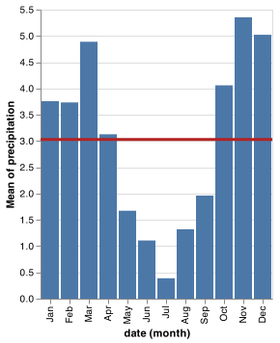 5.5
5.0
4.5
4.0
3.5
3.0
2.5
2.0
1.5
1.0
0.5
0.0
Mean of precipitation
Jan
Feb
Mar
Apr
May
Jun
Jul
Aug
Sep
Oct
Nov
Dec
date (month)